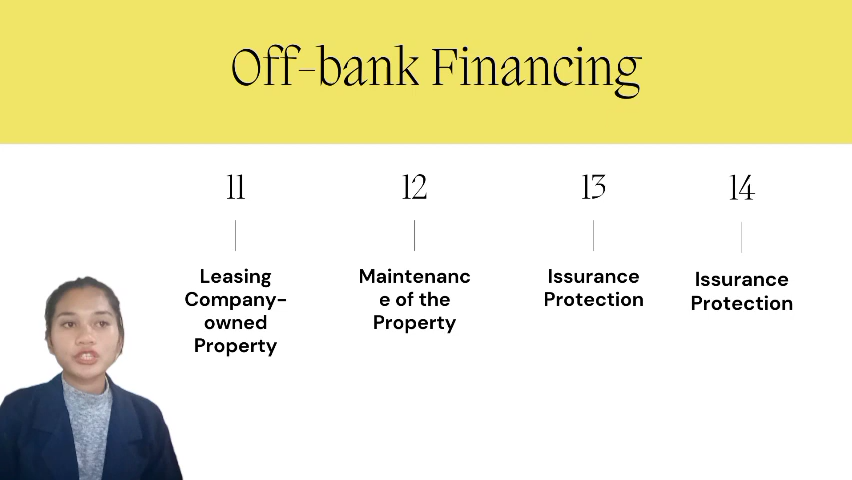 Off-bank Financing
11
12
13
14
Leasing
Company-
owned
Property
Maintenanc
e of the
Property
Issurance
Protection
Issurance
Protection